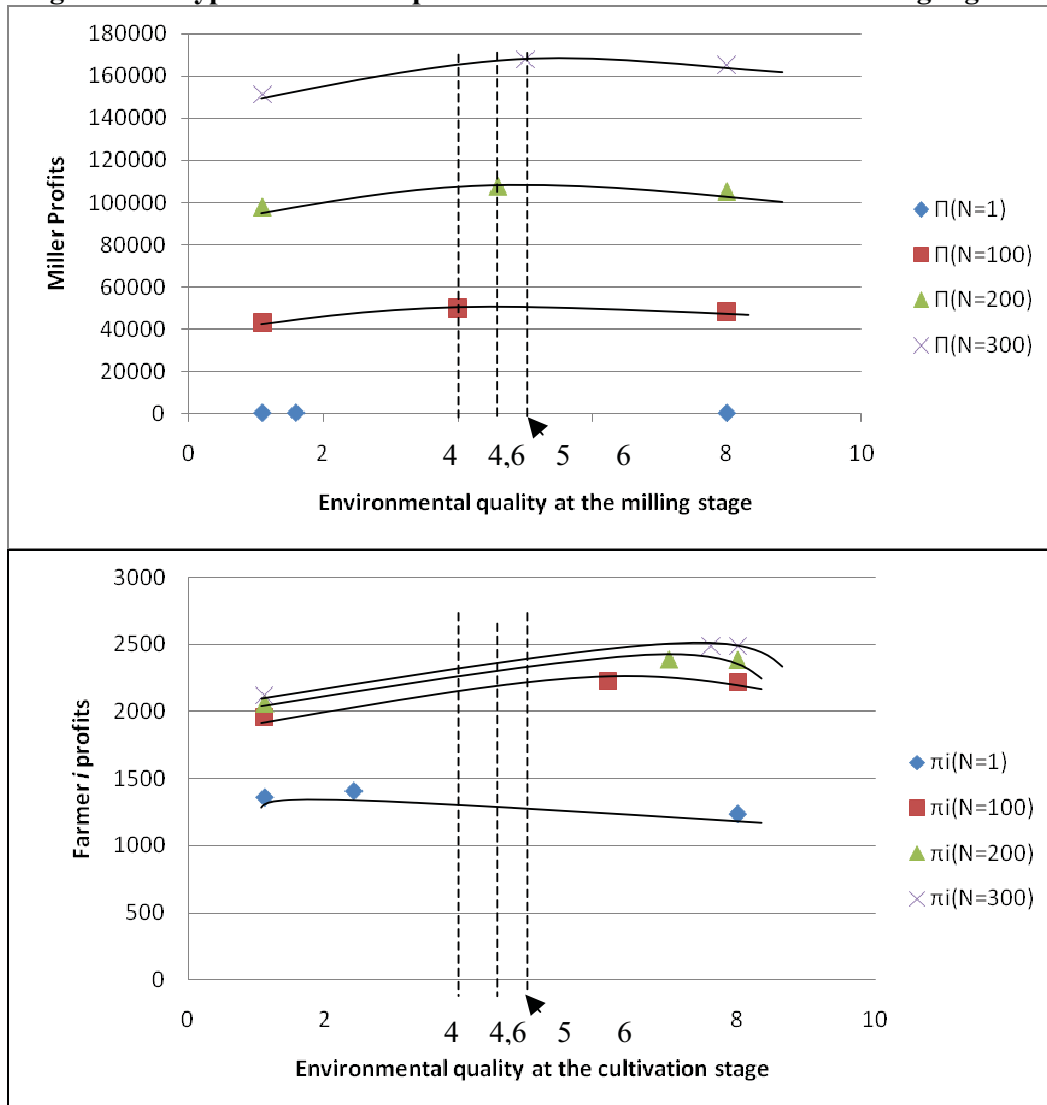 180000
160000
140000
120000
100000
80000
60000
40000
20000
0
Miller Profits
0 2 4 4,6 5 6 8 10
Environmental quality at the milling stage
Π(N=1)
Π(N=100)
Π(N=200)
Π(N=300)
3000
2500
2000
1500
1000
500
0
Farmer i profits
0 2 4 4,6 5 6 8 10
Environmental quality at the cultivation stage
πi(N=1)
πi(N=100)
πi(N=200)
πi(N=300)